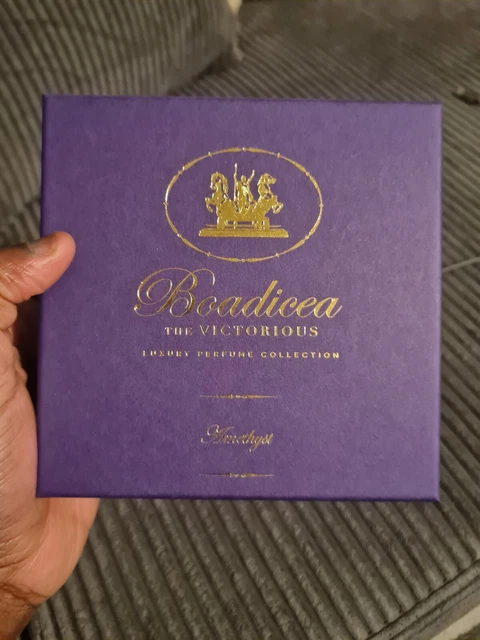 Boadicea
THE VICTORIOUS
LUXURY PERFUME COLLECTION
Amethyst